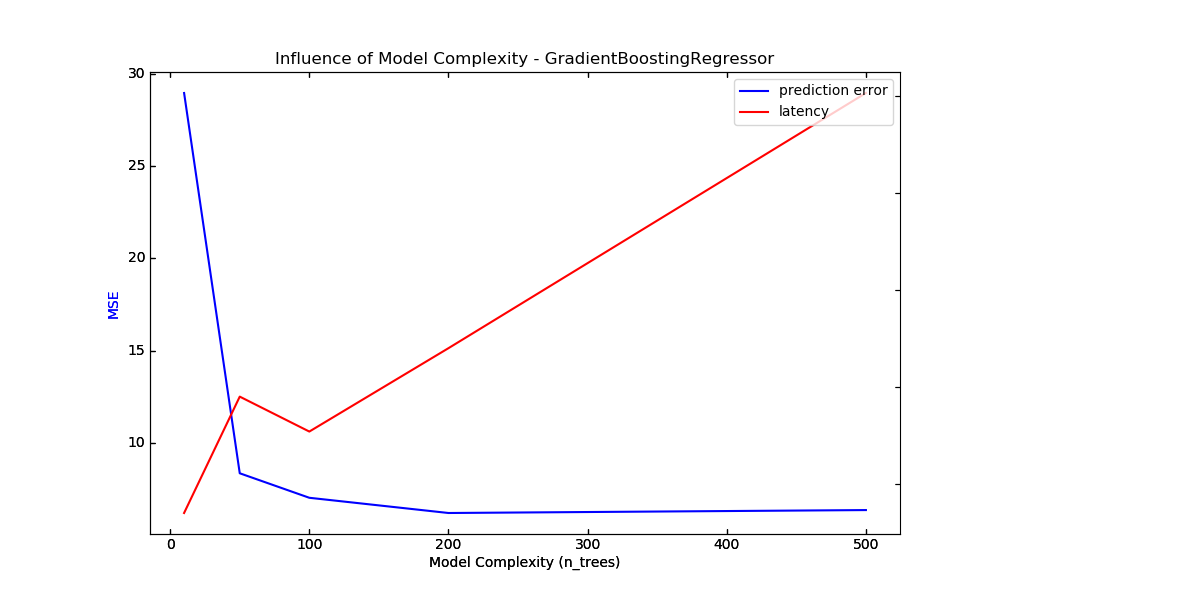 Influence of Model Complexity - GradientBoostingRegressor
prediction error
latency
30
25
20
15
10
MSE
0 100 200 300 400 500
Model Complexity (n_trees)